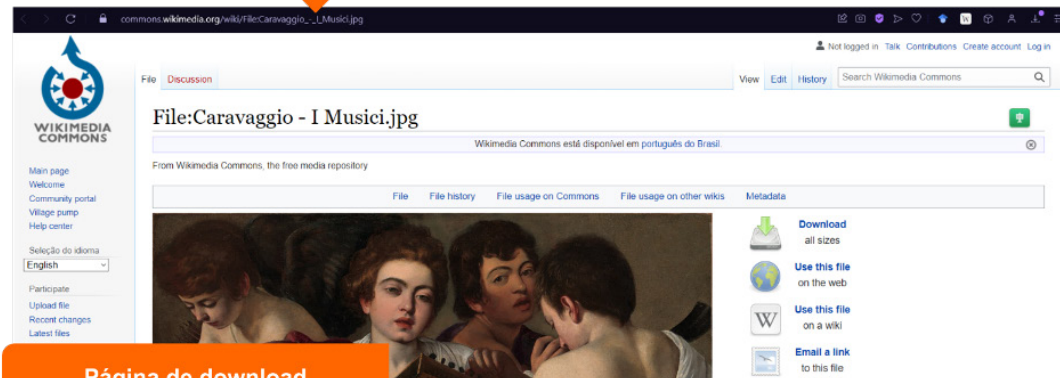 commons.wikimedia.org/wiki/File:Caravaggio_-_I_Musici.jpg
Not logged in Talk Contributions Create account Log in
File Discussion
View Edit History Search Wikimedia Commons
WIKIMEDIA
COMMONS
File:Caravaggio - I Musici.jpg
Wikimedia Commons está disponível em português do Brasil.
From Wikimedia Commons, the free media repository
Main page
Welcome
Community portal
Village pump
Help center
Seleção do idioma
English
Participate
Upload file
Recent changes
Latest files
File File history File usage on Commons File usage on other wikis Metadata
Download
all sizes
Use this file
on the web
W
Use this file
on a wiki
Email a link
to this file
Página de download